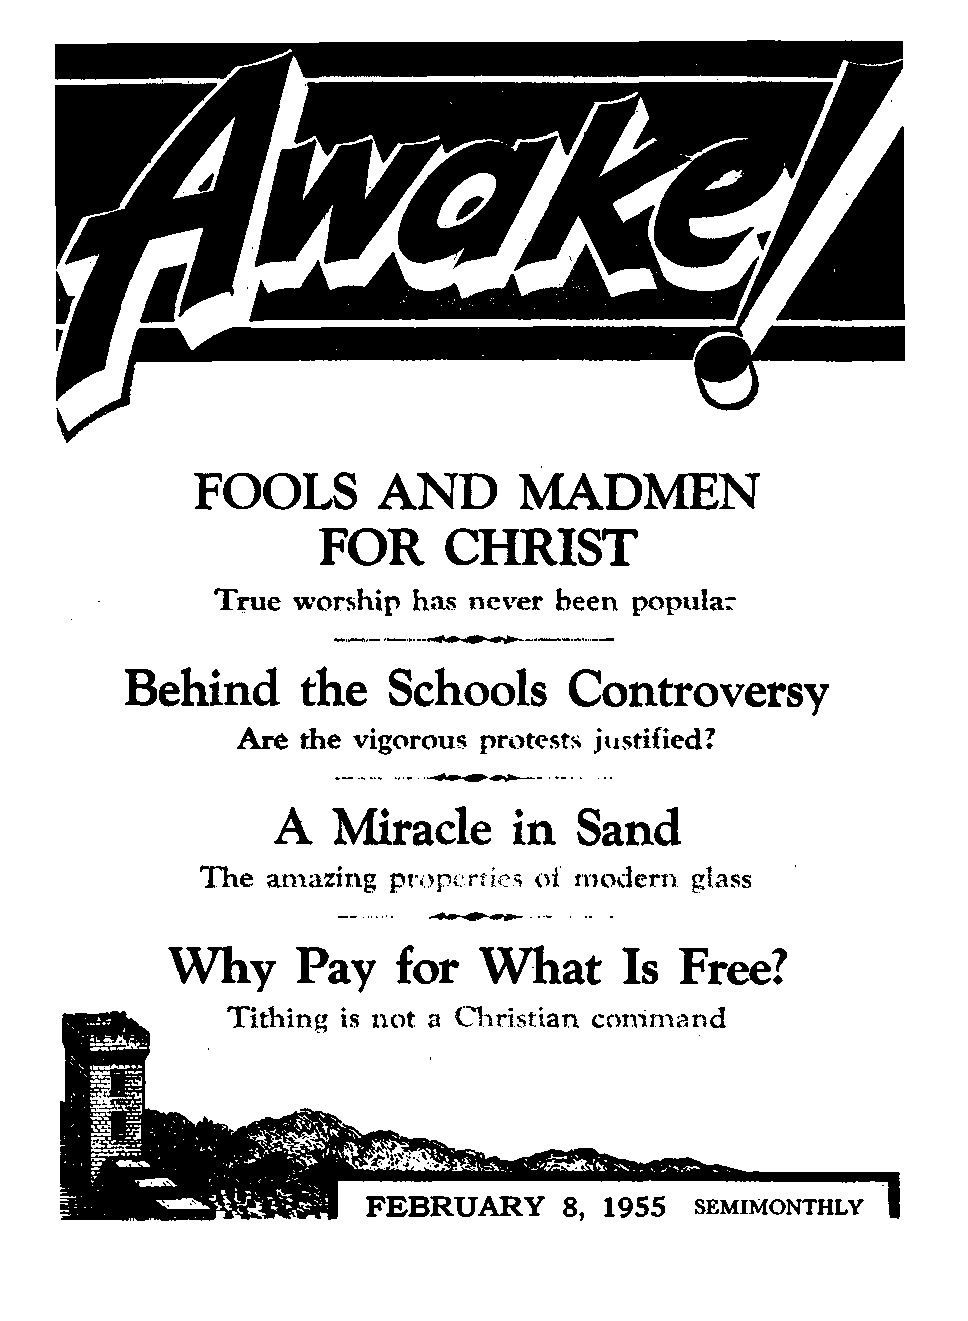 Awake!
FOOLS AND MADMEN
FOR CHRIST
True worship has never been popular
Behind the Schools Controversy
Are the vigorous protests justified?
A Miracle in Sand
The amazing properties of modern glass
Why Pay for What Is Free?
Tithing is not a Christian command
FEBRUARY 8, 1955 SEMIMONTHLY